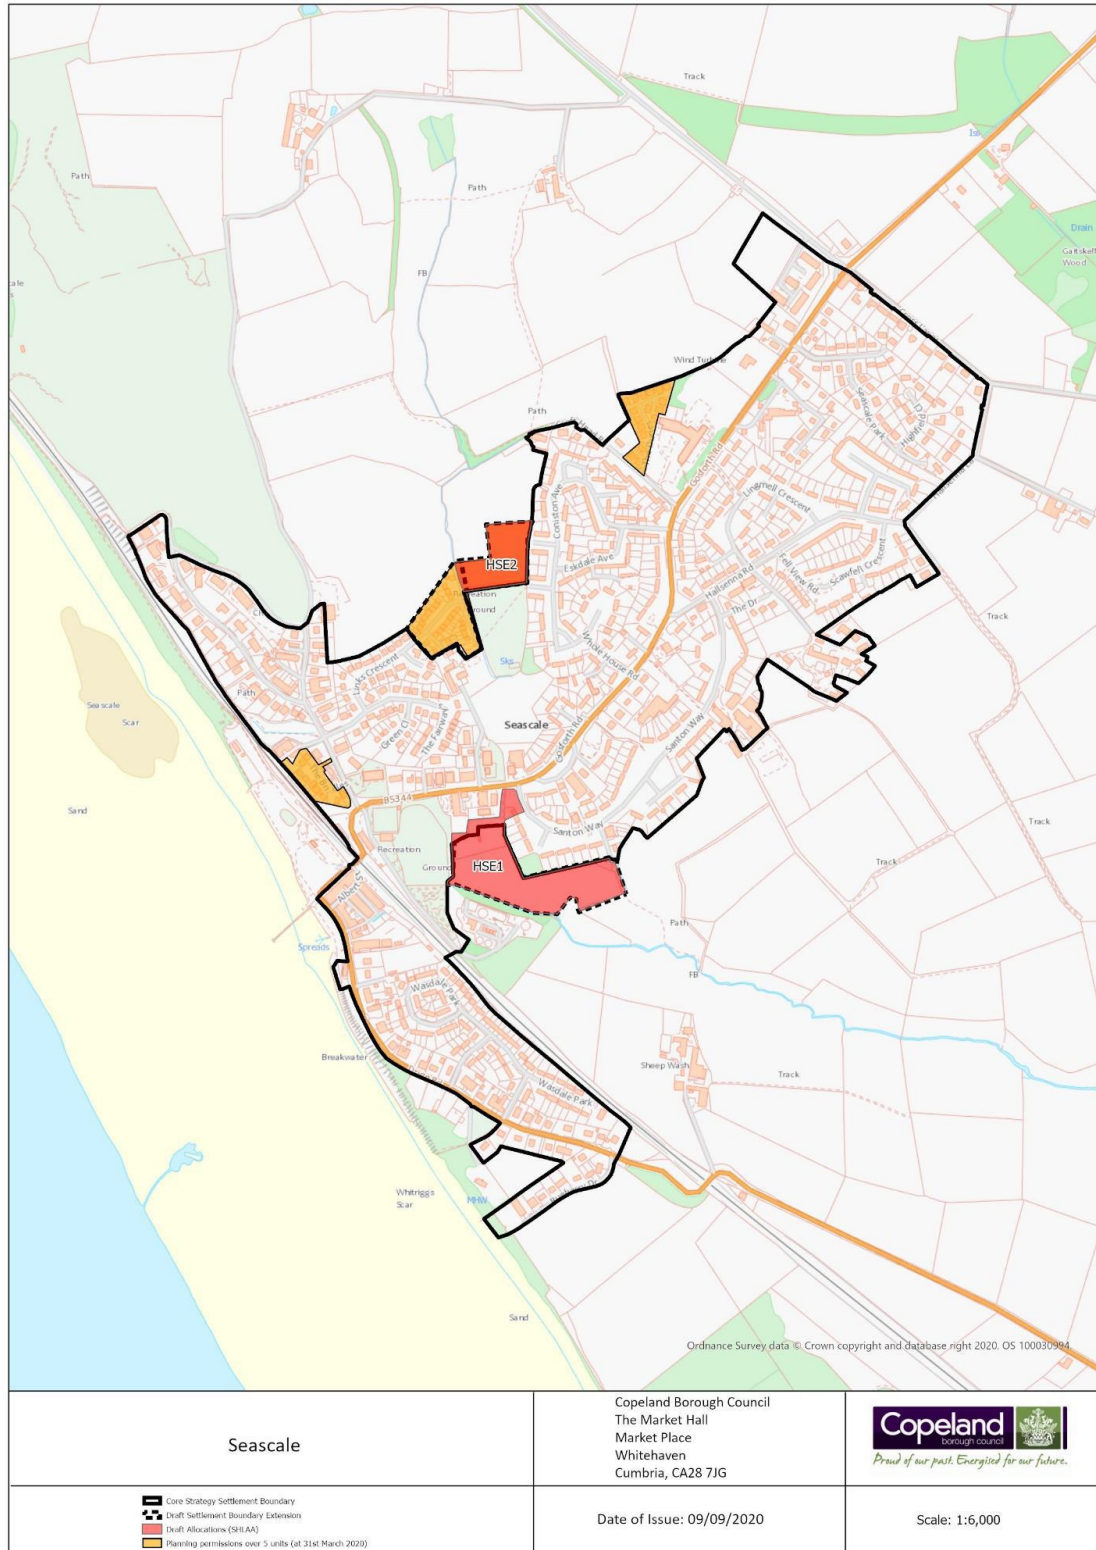 Track
Path
Path
Isl
Drain
Gaitskell
Wood
FB
Wind Turbine
Path
Seascale Park
Highfield
Gosforth Rd
Lingmell Crescent
Coniston Ave
Eskdale Ave
HSE2
Recreation
Ground
Hallsenna Rd
Fell View Rd
Scawfell Crescent
The Dr
Track
Whole House Rd
Sks
Links Crescent
Path
Seascale
Scar
Green Cl
The Fairway
Seascale
Gosforth Rd
Santon Way
B5344
Sand
Santon Way
Track
Recreation
Ground
HSE1
Track
Albert St
Path
Spreads
FB
Wasdale Park
Breakwater
Sheep Wash
Track
Wasdale Park
Whitriggs
Scar
MHW
Sand
Ordnance Survey data © Crown copyright and database right 2020. OS 100030994
Seascale
Copeland Borough Council
The Market Hall
Market Place
Whitehaven
Cumbria, CA28 7JG
Copeland
borough council
Proud of our past. Energised for our future.
Core Strategy Settlement Boundary
Draft Settlement Boundary Extension
Draft Allocations (SHLAA)
Planning permissions over 5 units (at 31st March 2020)
Date of Issue: 09/09/2020
Scale: 1:6,000